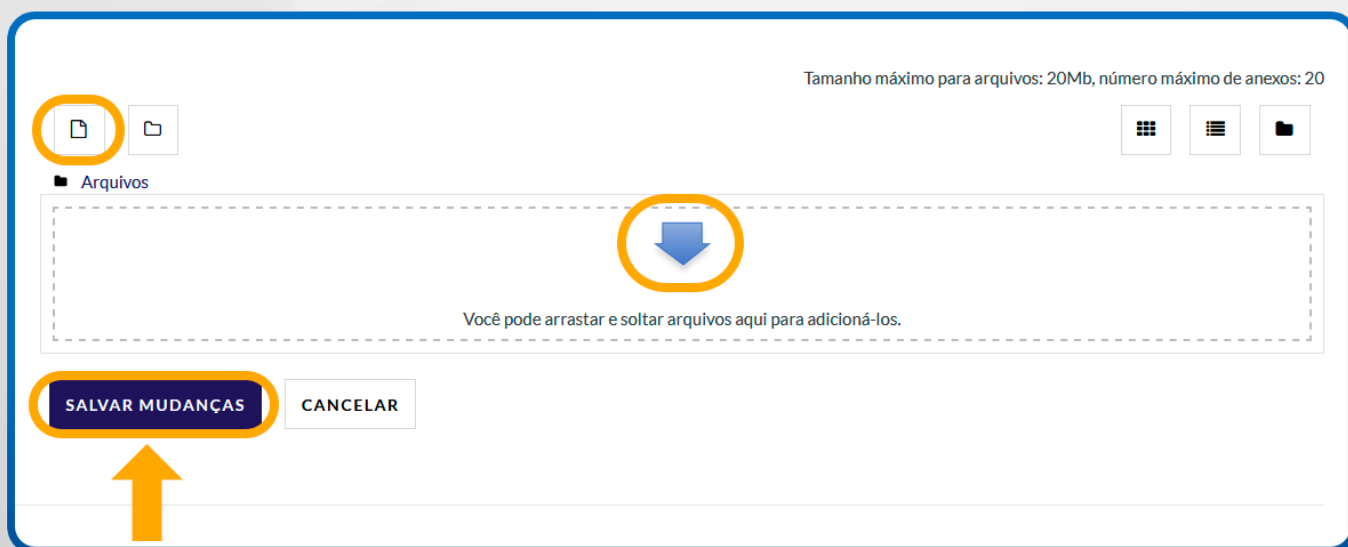 Tamanho máximo para arquivos: 20Mb, número máximo de anexos: 20
Arquivos
Você pode arrastar e soltar arquivos aqui para adicioná-los.
SALVAR MUDANÇAS
CANCELAR